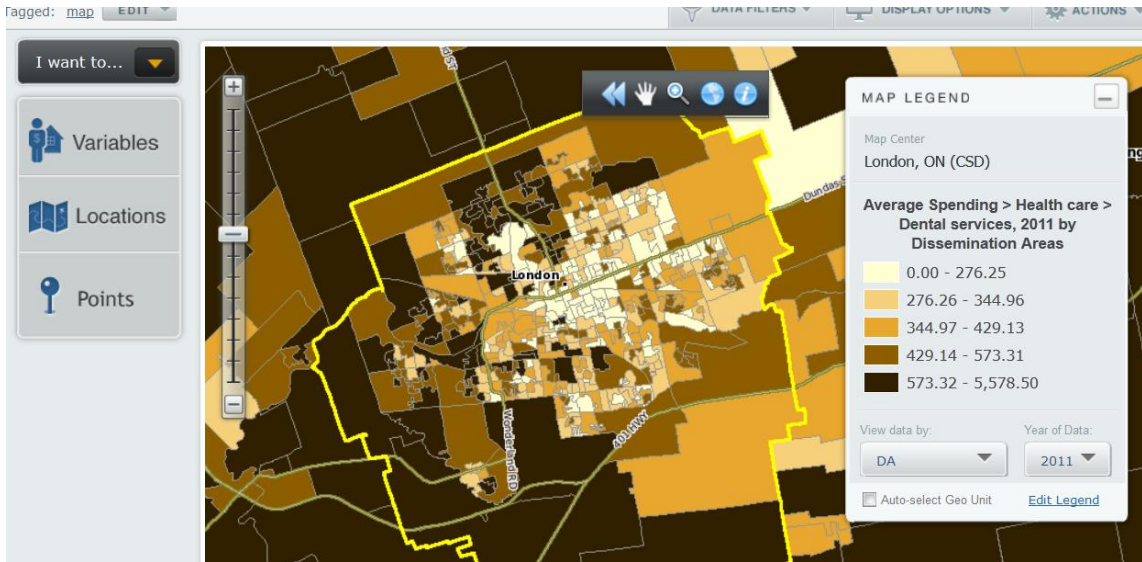 Tagged: map EDIT
DATA FILTERS
DISPLAY OPTIONS
ACTIONS
I want to...
Variables
Locations
Points
London
Dundas S
Wonderland RD
401 HWY
MAP LEGEND
Map Center
London, ON (CSD)
Average Spending > Health care >
Dental services, 2011 by
Dissemination Areas
0.00 - 276.25
276.26 - 344.96
344.97 - 429.13
429.14 - 573.31
573.32 - 5,578.50
View data by:
Year of Data:
DA
2011
Auto-select Geo Unit
Edit Legend